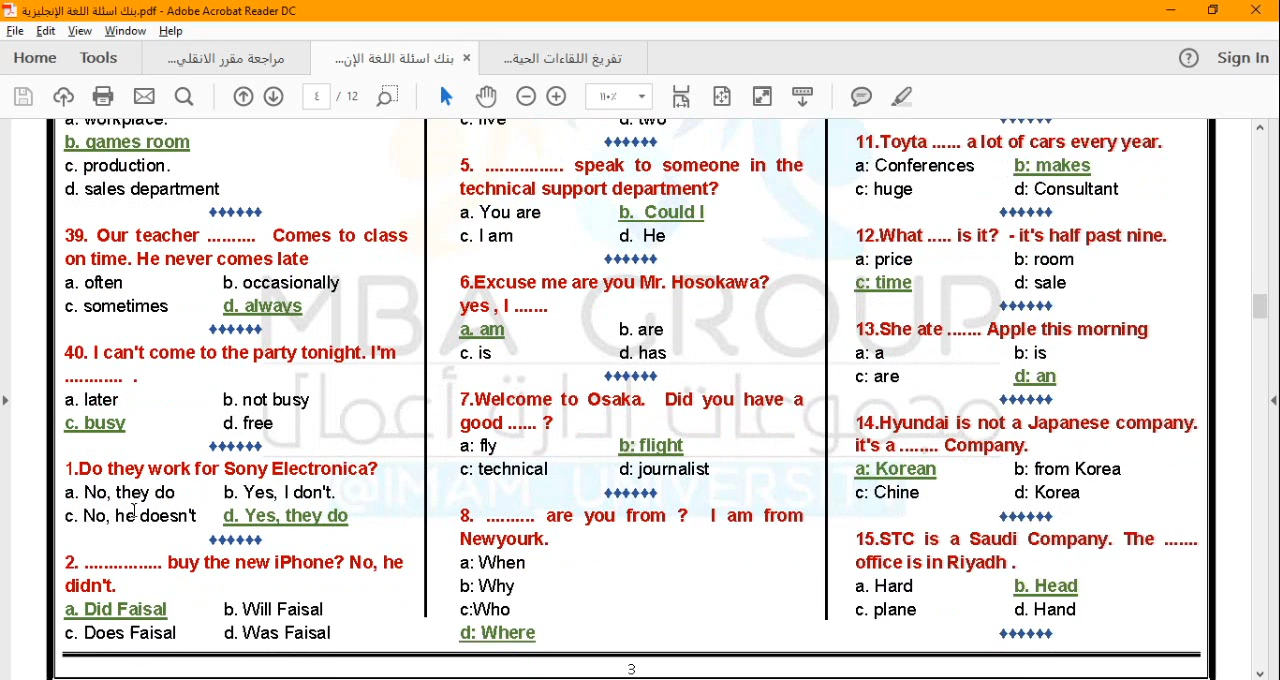 بنك اسئلة اللغة الإنجليزية.pdf - Adobe Acrobat Reader DC
File Edit View Window Help
Home Tools
مراجعة مقرر الانقلي...
بنك اسئلة اللغة الإن...
تفريغ اللقاءات الحية...
Sign In
٤ / 12
١١٠٪
a. workplace.
b. games room
c. production.
d. sales department
♦♦♦♦♦♦
39. Our teacher .......... Comes to class
on time. He never comes late
a. often b. occasionally
c. sometimes d. always
♦♦♦♦♦♦
40. I can't come to the party tonight. I'm
............ .
a. later b. not busy
c. busy d. free
♦♦♦♦♦♦
1.Do they work for Sony Electronica?
a. No, they do b. Yes, I don't.
c. No, he doesn't d. Yes, they do
♦♦♦♦♦♦
2. ................ buy the new iPhone? No, he
didn't.
a. Did Faisal b. Will Faisal
c. Does Faisal d. Was Faisal
c. live d. two
♦♦♦♦♦♦
5. ................ speak to someone in the
technical support department?
a. You are b. Could I
c. I am d. He
♦♦♦♦♦♦
6.Excuse me are you Mr. Hosokawa?
yes , I .......
a. am b. are
c. is d. has
♦♦♦♦♦♦
7.Welcome to Osaka. Did you have a
good ...... ?
a: fly b: flight
c: technical d: journalist
♦♦♦♦♦♦
8. .......... are you from ? I am from
Newyourk.
a: When
b: Why
c:Who
d: Where
♦♦♦♦♦♦
11.Toyta ...... a lot of cars every year.
a: Conferences b: makes
c: huge d: Consultant
♦♦♦♦♦♦
12.What ..... is it? - it's half past nine.
a: price b: room
c: time d: sale
♦♦♦♦♦♦
13.She ate ....... Apple this morning
a: a b: is
c: are d: an
♦♦♦♦♦♦
14.Hyundai is not a Japanese company.
it's a ........ Company.
a: Korean b: from Korea
c: Chine d: Korea
♦♦♦♦♦♦
15.STC is a Saudi Company. The .......
office is in Riyadh .
a. Hard b. Head
c. plane d. Hand
♦♦♦♦♦♦
MBA GROUP
مجموعات إدارة أعمال
@IMAM_UNIVERSITY
3